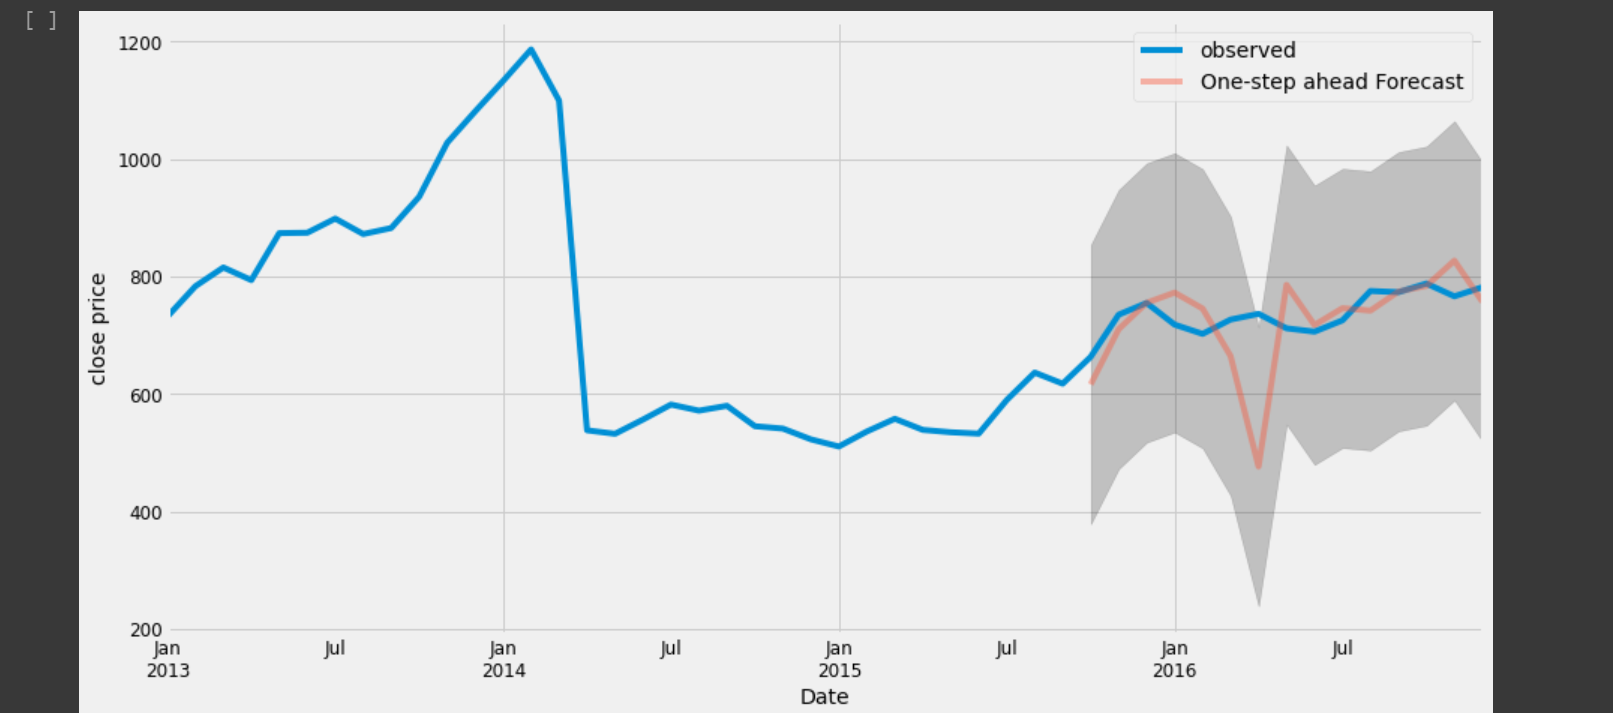 [ ]
1200
observed
One-step ahead Forecast
1000
800
close price
600
400
200
Jan Jul Jan Jul Jan Jul Jan Jul
2013 2014 2015 2016
Date